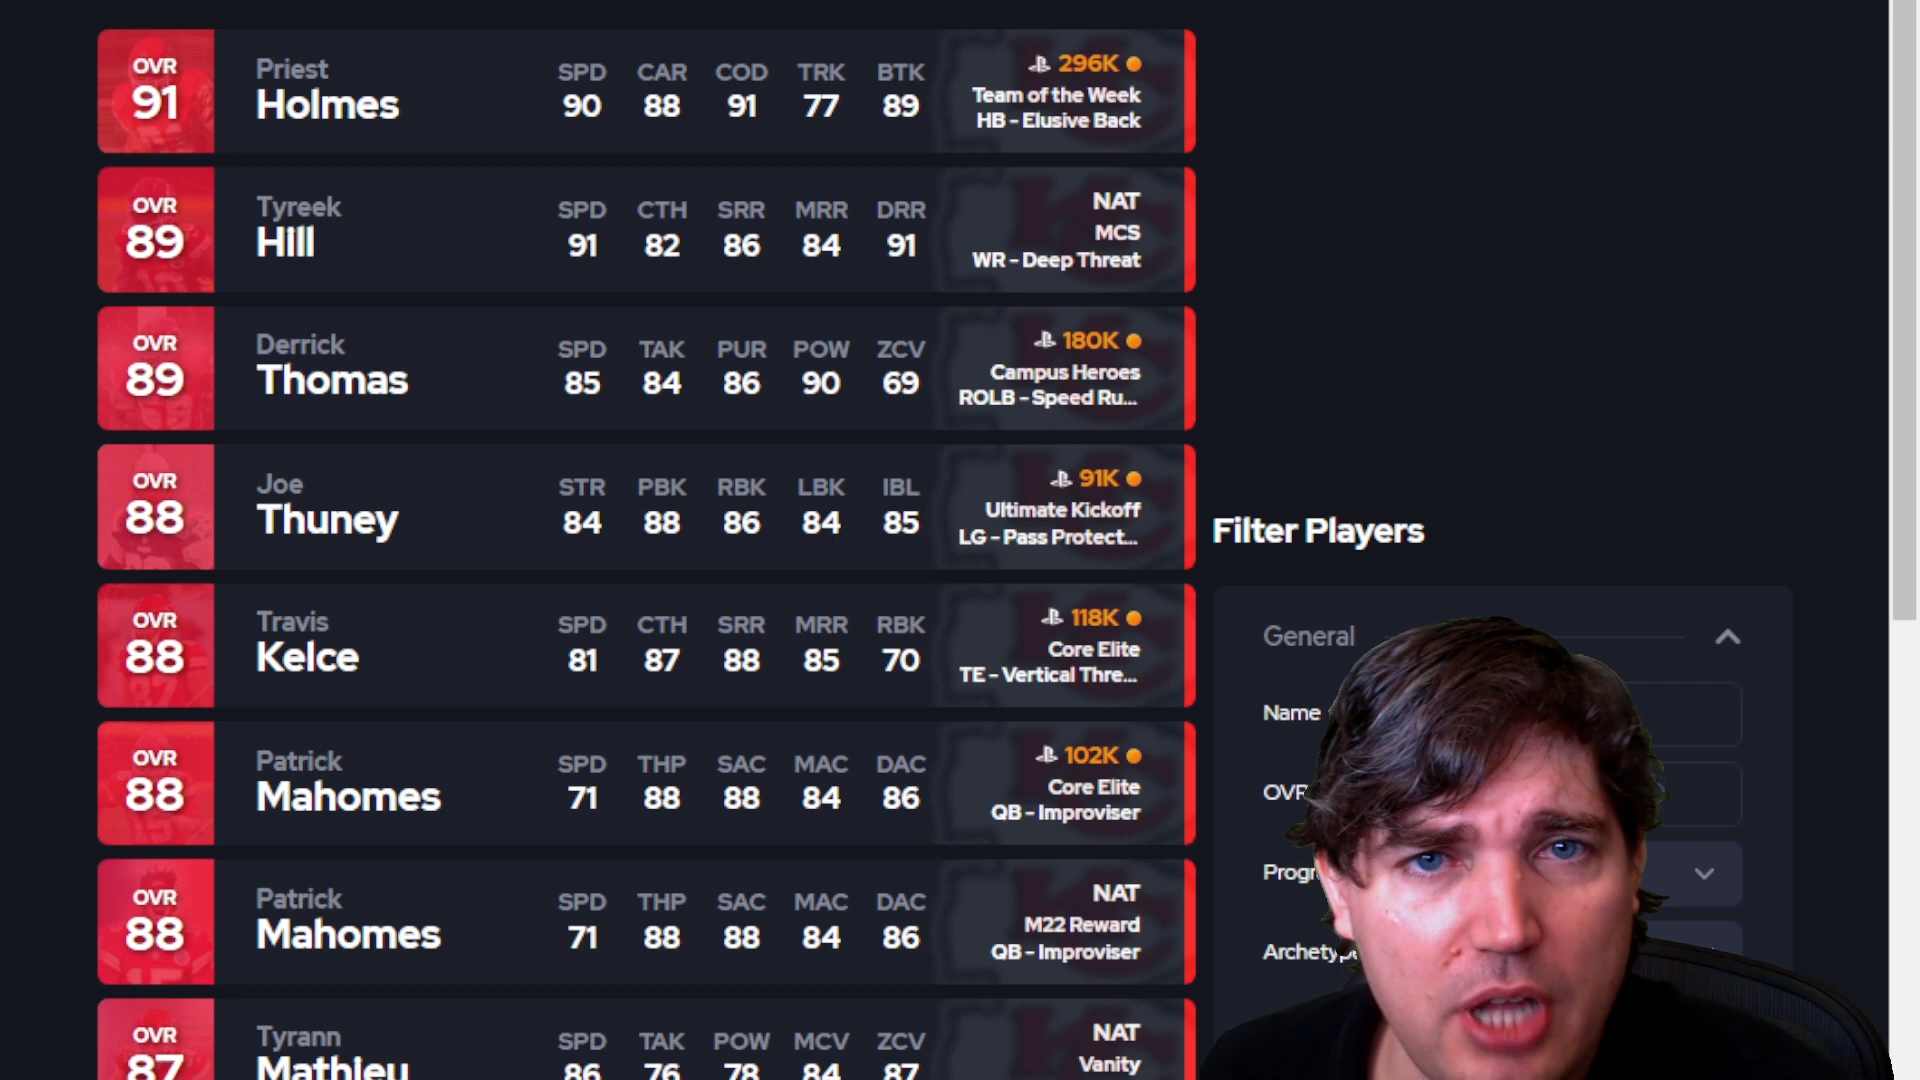 OVR
91
Priest
Holmes
SPD CAR COD TRK BTK
90 88 91 77 89
296K
Team of the Week
HB - Elusive Back
OVR
89
Tyreek
Hill
SPD CTH SRR MRR DRR
91 82 86 84 91
NAT
MCS
WR - Deep Threat
OVR
89
Derrick
Thomas
SPD TAK PUR POW ZCV
85 84 86 90 69
180K
Campus Heroes
ROLB - Speed Ru...
OVR
88
Joe
Thuney
STR PBK RBK LBK IBL
84 88 86 84 85
91K
Ultimate Kickoff
LG - Pass Protect...
OVR
88
Travis
Kelce
SPD CTH SRR MRR RBK
81 87 88 85 70
118K
Core Elite
TE - Vertical Thre...
OVR
88
Patrick
Mahomes
SPD THP SAC MAC DAC
71 88 88 84 86
102K
Core Elite
QB - Improviser
OVR
88
Patrick
Mahomes
SPD THP SAC MAC DAC
71 88 88 84 86
NAT
M22 Reward
QB - Improviser
OVR
87
Tyrann
Mathieu
SPD TAK POW MCV ZCV
86 76 78 84 87
NAT
Vanity
Filter Players
General
Name
OVR